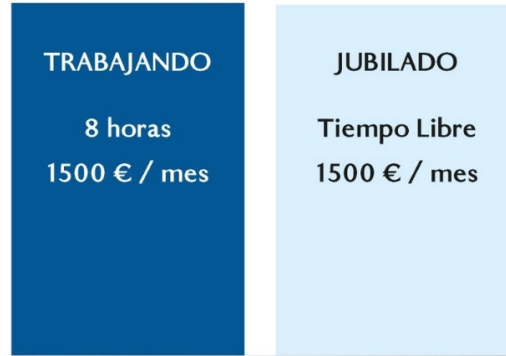 TRABAJANDO
8 horas
1500 € / mes
JUBILADO
Tiempo Libre
1500 € / mes